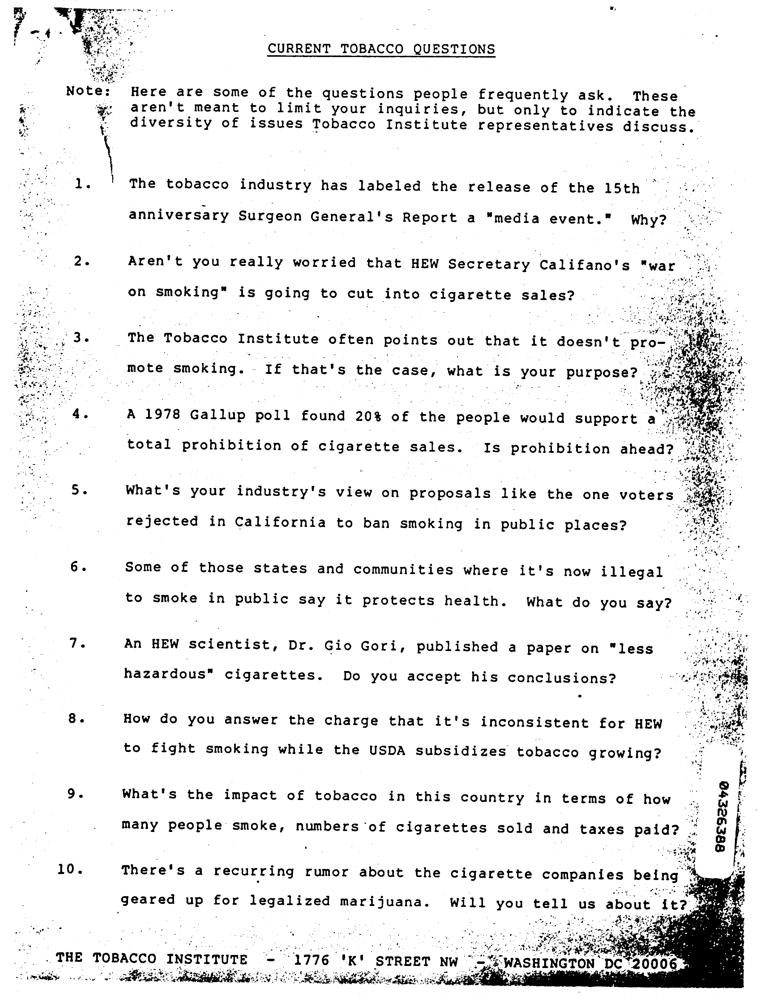 CURRENT TOBACCO QUESTIONS
Note: Here are some of the questions people frequently ask. These
aren't meant to limit your inquiries, but only to indicate the
diversity of issues Tobacco Institute representatives discuss.
1. The tobacco industry has labeled the release of the 15th
anniversary Surgeon General's Report a "media event." Why?
2. Aren't you really worried that HEW Secretary Califano's "war
on smoking" is going to cut into cigarette sales?
3. The Tobacco Institute often points out that it doesn't pro-
mote smoking. If that's the case, what is your purpose?
4. A 1978 Gallup poll found 20% of the people would support a
total prohibition of cigarette sales. Is prohibition ahead?
5. What's your industry's view on proposals like the one voters
rejected in California to ban smoking in public places?
6. Some of those states and communities where it's now illegal
to smoke in public say it protects health. What do you say?
7. An HEW scientist, Dr. Gio Gori, published a paper on "less
hazardous" cigarettes. Do you accept his conclusions?
8. How do you answer the charge that it's inconsistent for HEW
to fight smoking while the USDA subsidizes tobacco growing?
9. What's the impact of tobacco in this country in terms of how
many people smoke, numbers of cigarettes sold and taxes paid?
10. There's a recurring rumor about the cigarette companies being
geared up for legalized marijuana. Will you tell us about it?
THE TOBACCO INSTITUTE - 1776 'K' STREET NW - WASHINGTON DC 20006
04326388